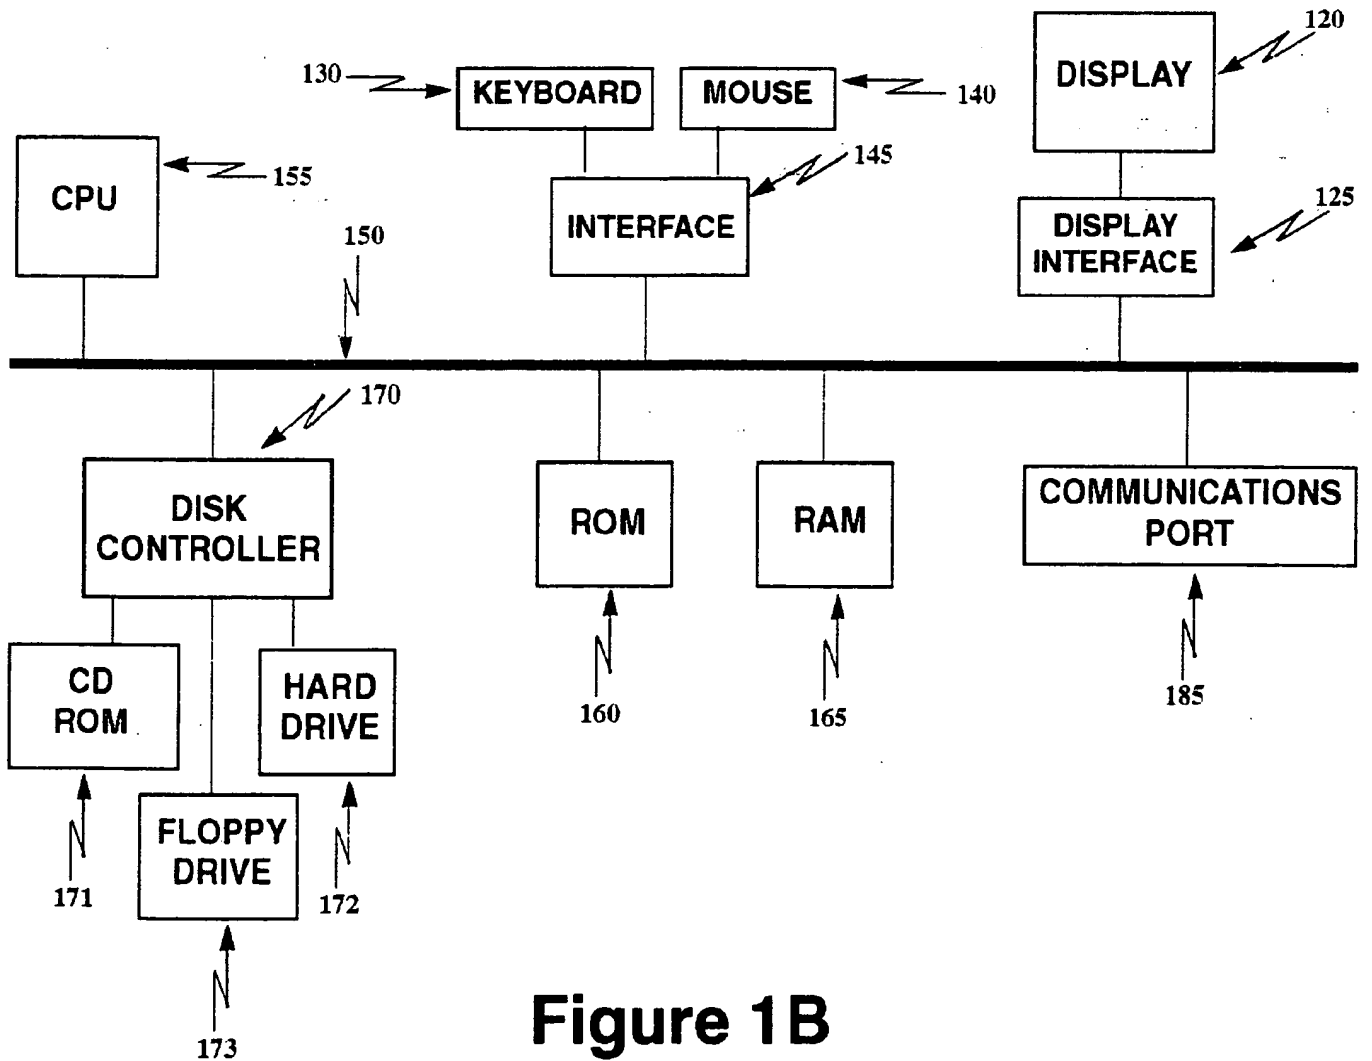 120
DISPLAY
130
KEYBOARD
MOUSE
140
CPU
155
145
INTERFACE
125
DISPLAY
INTERFACE
150
170
DISK
CONTROLLER
ROM
RAM
COMMUNICATIONS
PORT
160
165
185
CD
ROM
HARD
DRIVE
FLOPPY
DRIVE
171
172
173
Figure 1B